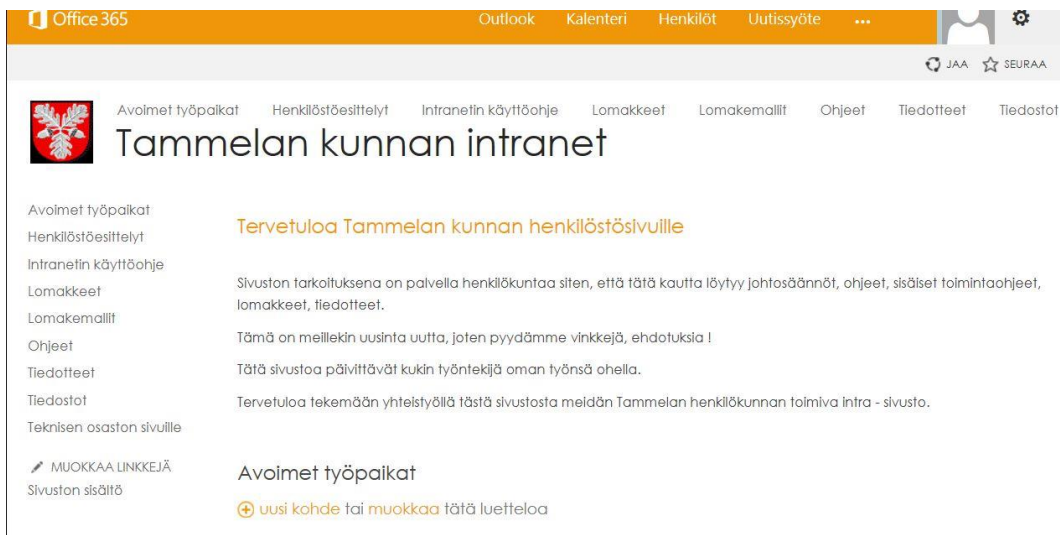 Office 365
Outlook Kalenteri Henkilöt Uutissyöte ...
JAA SEURAA
Avoimet työpaikat Henkilöstöesittelyt Intranetin käyttöohje Lomakkeet Lomakemallit Ohjeet Tiedotteet Tiedostot
Tammelan kunnan intranet
Avoimet työpaikat
Henkilöstöesittelyt
Intranetin käyttöohje
Lomakkeet
Lomakemallit
Ohjeet
Tiedotteet
Tiedostot
Teknisen osaston sivuille
MUOKKAA LINKKEJÄ
Sivuston sisältö
Tervetuloa Tammelan kunnan henkilöstösivuille
Sivuston tarkoituksena on palvella henkilökuntaa siten, että tätä kautta löytyy johtosäännöt, ohjeet, sisäiset toimintaohjeet,
lomakkeet, tiedotteet.
Tämä on meillekin uusinta uutta, joten pyydämme vinkkejä, ehdotuksia !
Tätä sivustoa päivittävät kukin työntekijä oman työnsä ohella.
Tervetuloa tekemään yhteistyöllä tästä sivustosta meidän Tammelan henkilökunnan toimiva intra - sivusto.
Avoimet työpaikat
uusi kohde tai muokkaa tätä luetteloa